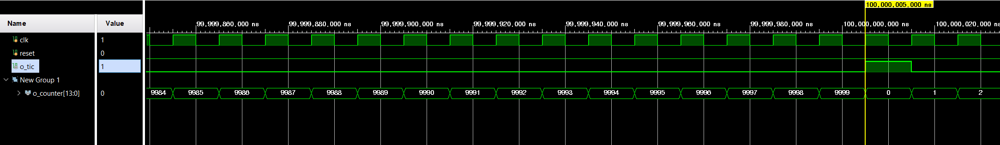 100,000,005.000 ns
Name Value
99,999,860.000 ns 99,999,880.000 ns 99,999,900.000 ns 99,999,920.000 ns 99,999,940.000 ns 99,999,960.000 ns 99,999,980.000 ns 100,000,000.000 ns 100,000,020.000 ns
clk 1
reset 0
o_tic 1
New Group 1
o_counter[13:0] 0 9984 9985 9986 9987 9988 9989 9990 9991 9992 9993 9994 9995 9996 9997 9998 9999 0 1 2